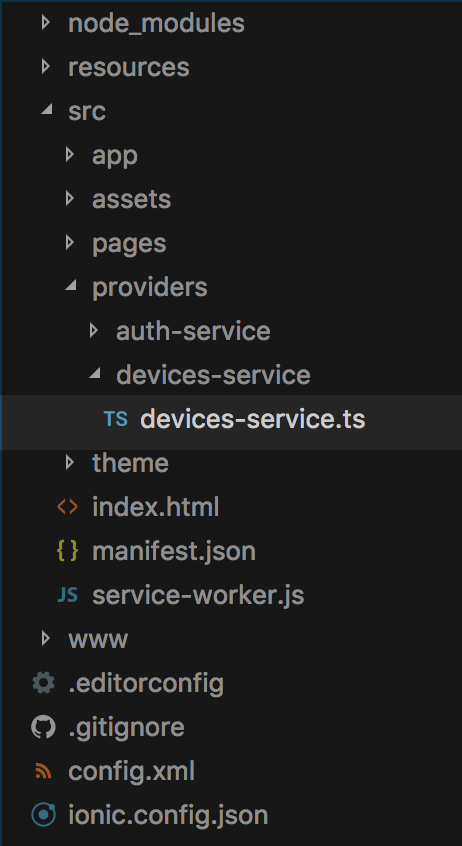 node_modules
resources
src
app
assets
pages
providers
auth-service
devices-service
TS devices-service.ts
theme
<> index.html
{} manifest.json
JS service-worker.js
www
.editorconfig
.gitignore
config.xml
ionic.config.json